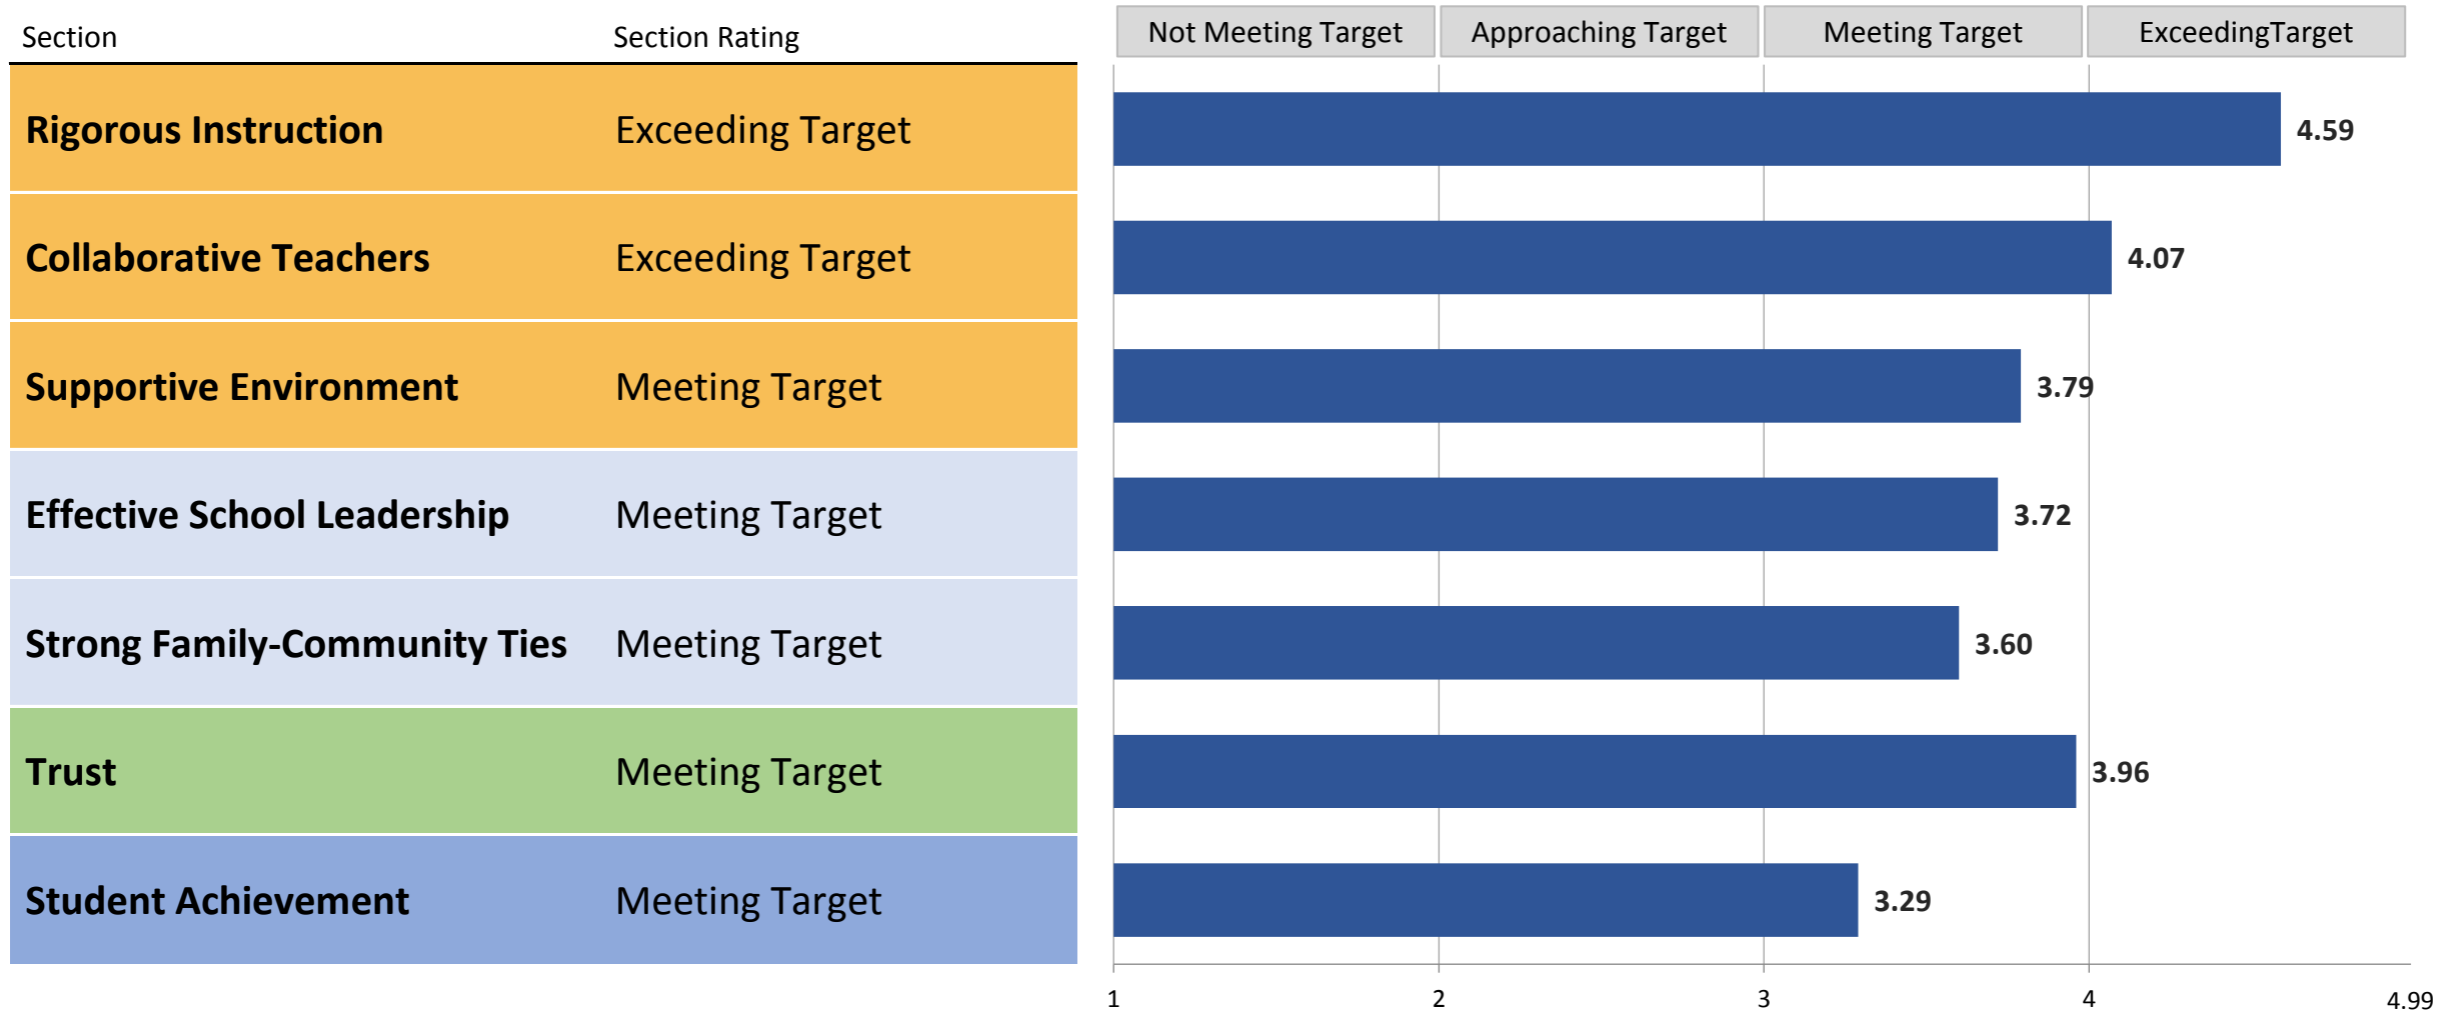 Section Section Rating Not Meeting Target Approaching Target Meeting Target ExceedingTarget
Rigorous Instruction Exceeding Target 4.59
Collaborative Teachers Exceeding Target 4.07
Supportive Environment Meeting Target 3.79
Effective School Leadership Meeting Target 3.72
Strong Family-Community Ties Meeting Target 3.60
Trust Meeting Target 3.96
Student Achievement Meeting Target 3.29
1 2 3 4 4.99